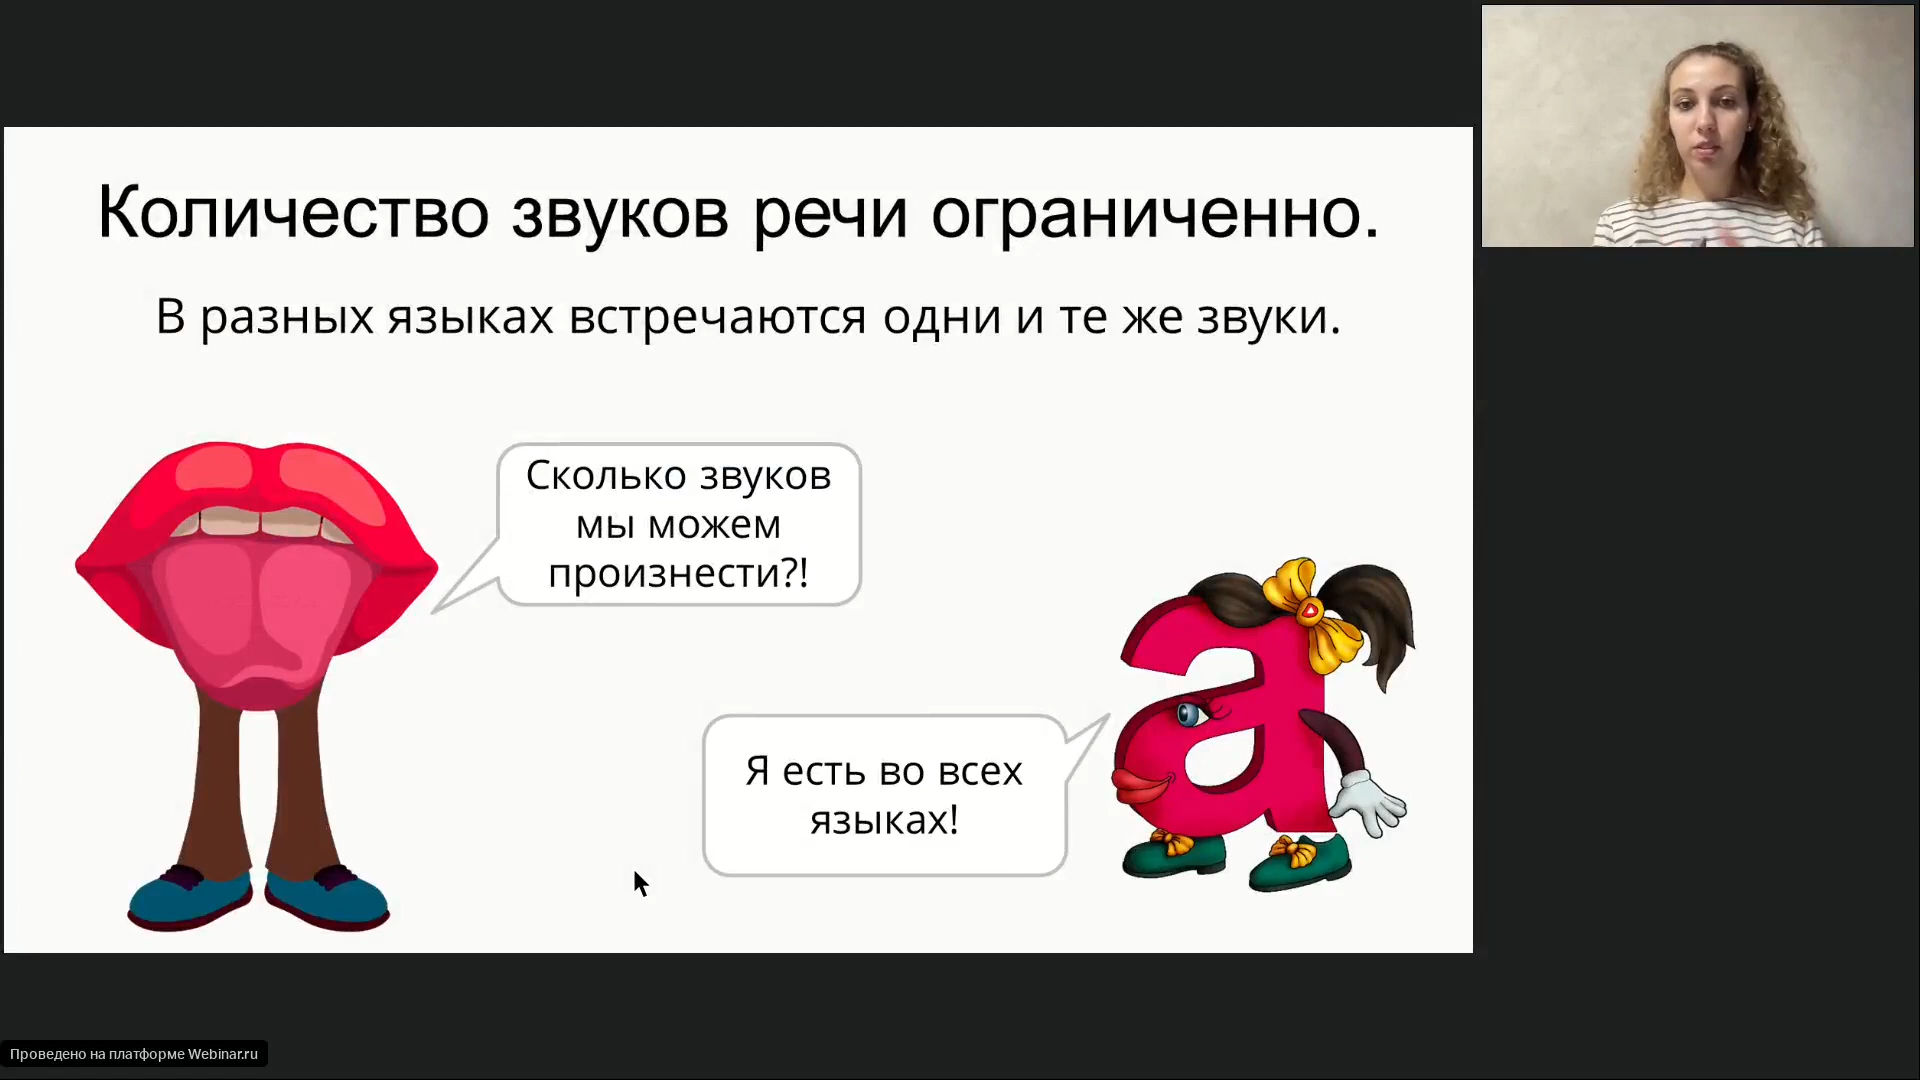 Количество звуков речи ограниченно.
В разных языках встречаются одни и те же звуки.
Сколько звуков
мы можем
произнести?!
Я есть во всех
языках!
Проведено на платформе Webinar.ru